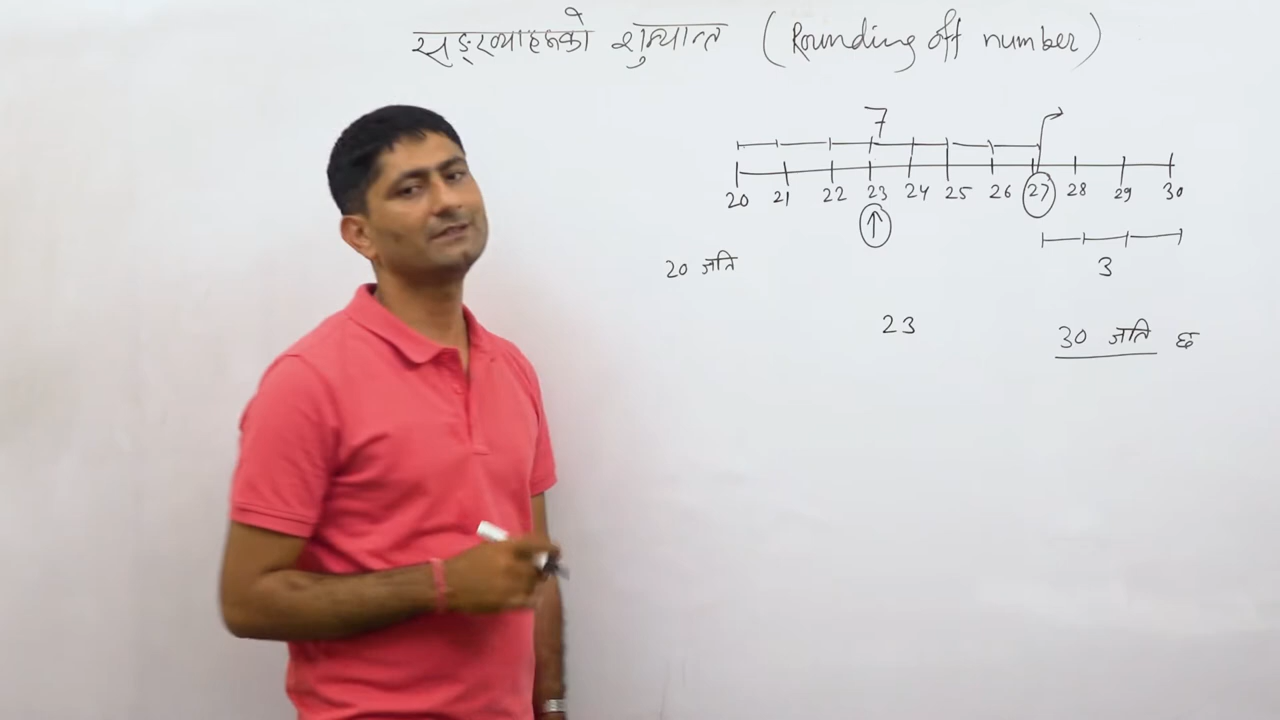 सङ्ख्याहरूको शुन्यान्त (Rounding off number)
7
20 21 22 23 24 25 26 27 28 29 30
3
20 जति
23
30 जति छ